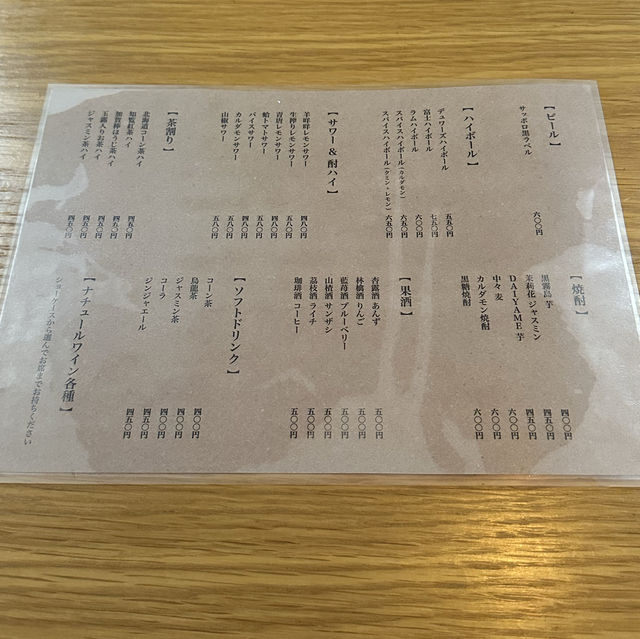 【ビール】
サッポロ黒ラベル 六〇〇円
【ハイボール】
デュワーズハイボール 五五〇円
富士ハイボール 七五〇円
ラムハイボール 六〇〇円
スパイスハイボール(カルダモン) 六五〇円
スパイスハイボール(クミン・レモン) 六五〇円
【サワー＆酎ハイ】
羊咩咩レモンサワー 四八〇円
生搾りレモンサワー 五八〇円
青唐レモンサワー 五八〇円
蛤トマトサワー 五八〇円
バイスサワー 四八〇円
カルダモンサワー 五八〇円
山椒サワー 五八〇円
【茶割り】
北海道コーン茶ハイ 四五〇円
知覧紅茶ハイ 四五〇円
加賀棒ほうじ茶ハイ 四五〇円
玉露入りお茶ハイ 四五〇円
ジャスミン茶ハイ 四五〇円
【焼酎】
黒霧島 芋 四〇〇円
茉莉花 ジャスミン 四五〇円
DAIYAME 芋 四五〇円
中々 麦 六〇〇円
カルダモン焼酎 六〇〇円
黒糖焼酎 六〇〇円
【果酒】
杏露酒 あんず 五〇〇円
林檎酒 りんご 五〇〇円
藍苺酒 ブルーベリー 五〇〇円
山楂酒 サンザシ 五〇〇円
茘枝酒 ライチ 五〇〇円
珈琲酒 コーヒー 五〇〇円
【ソフトドリンク】
コーン茶 四〇〇円
烏龍茶 四〇〇円
ジャスミン茶 四〇〇円
コーラ 四五〇円
ジンジャエール 四五〇円
【ナチュールワイン各種】
ショーケースから選んでお席までお持ちください